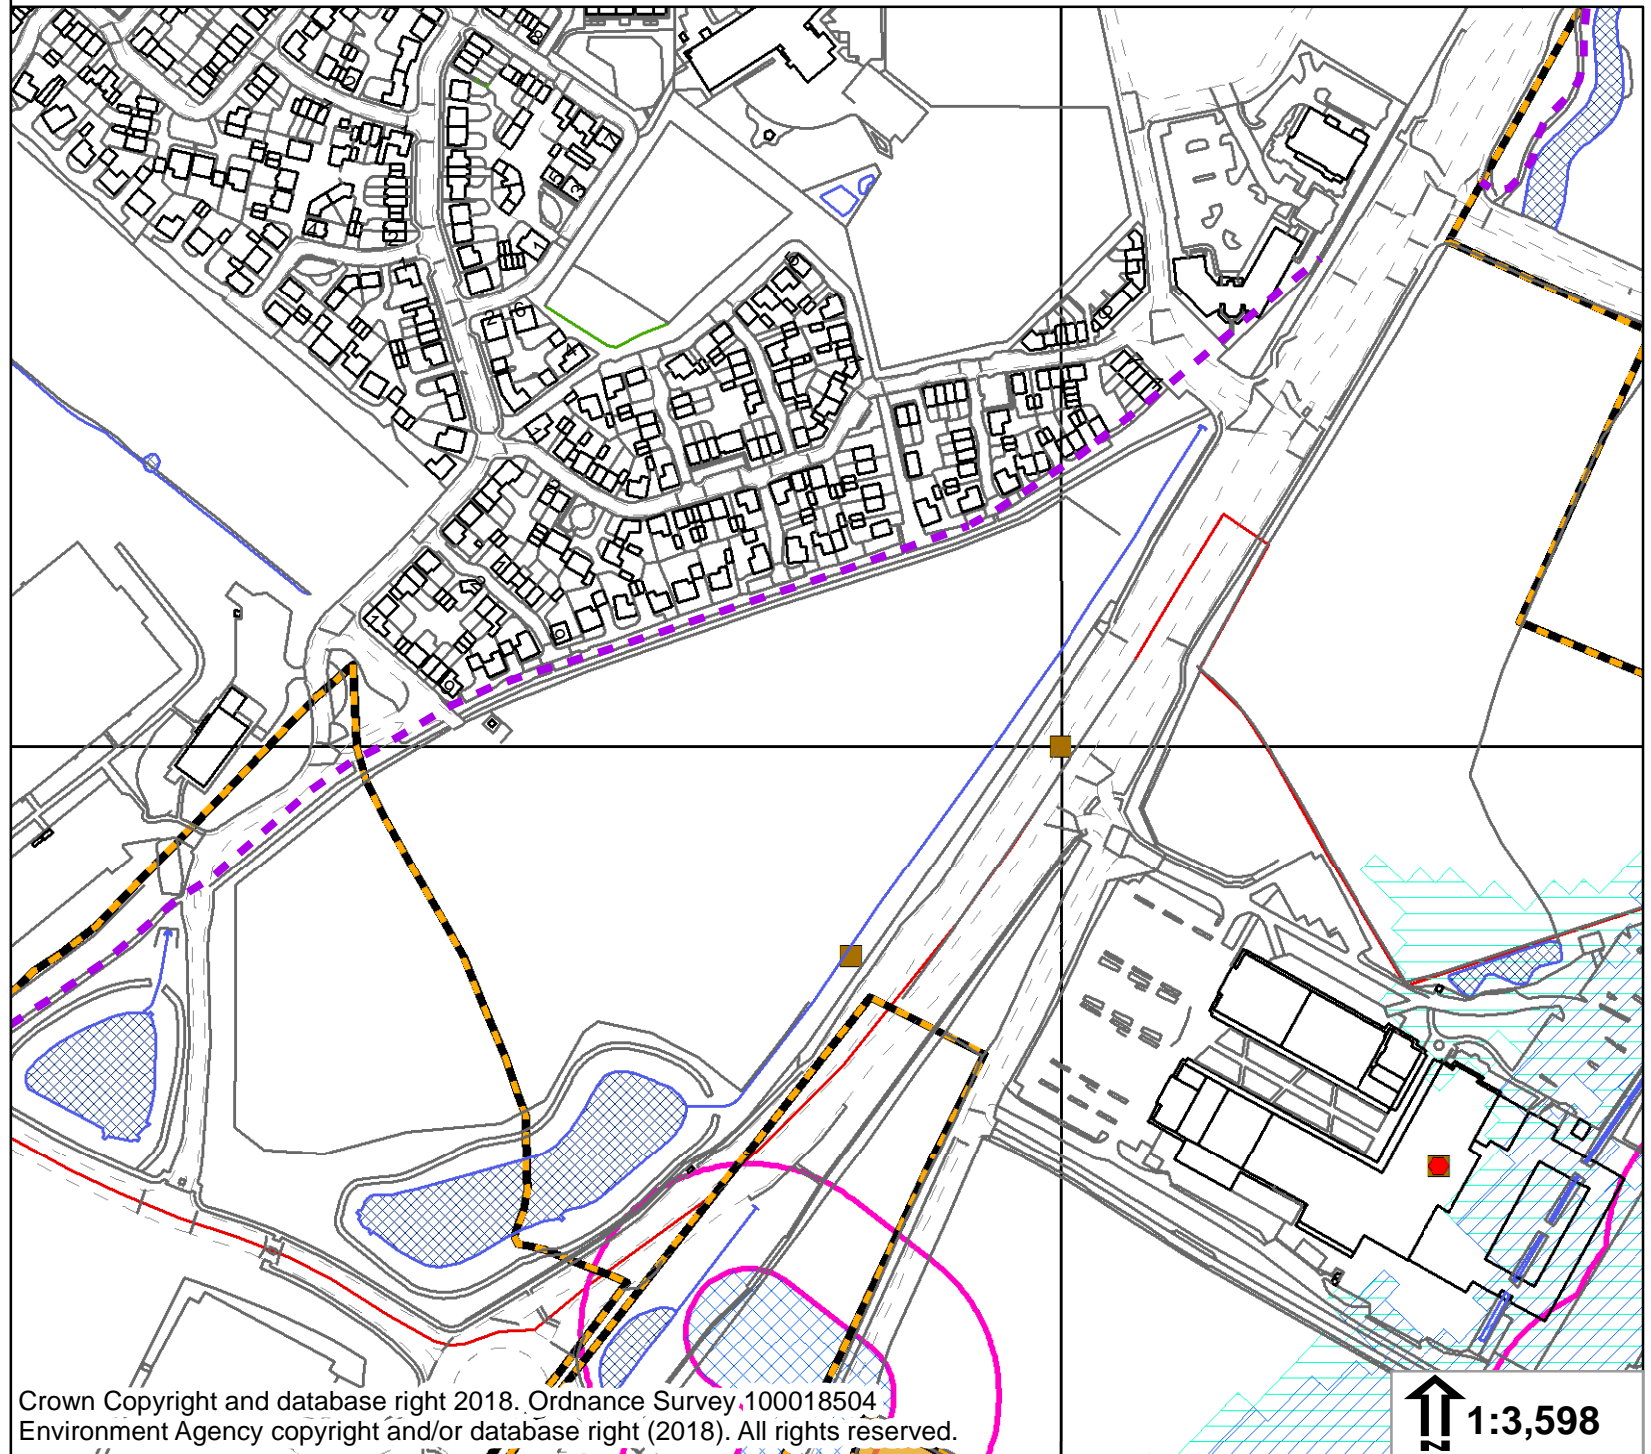 Crown Copyright and database right 2018. Ordnance Survey 100018504
Environment Agency copyright and/or database right (2018). All rights reserved.
1:3,598
N